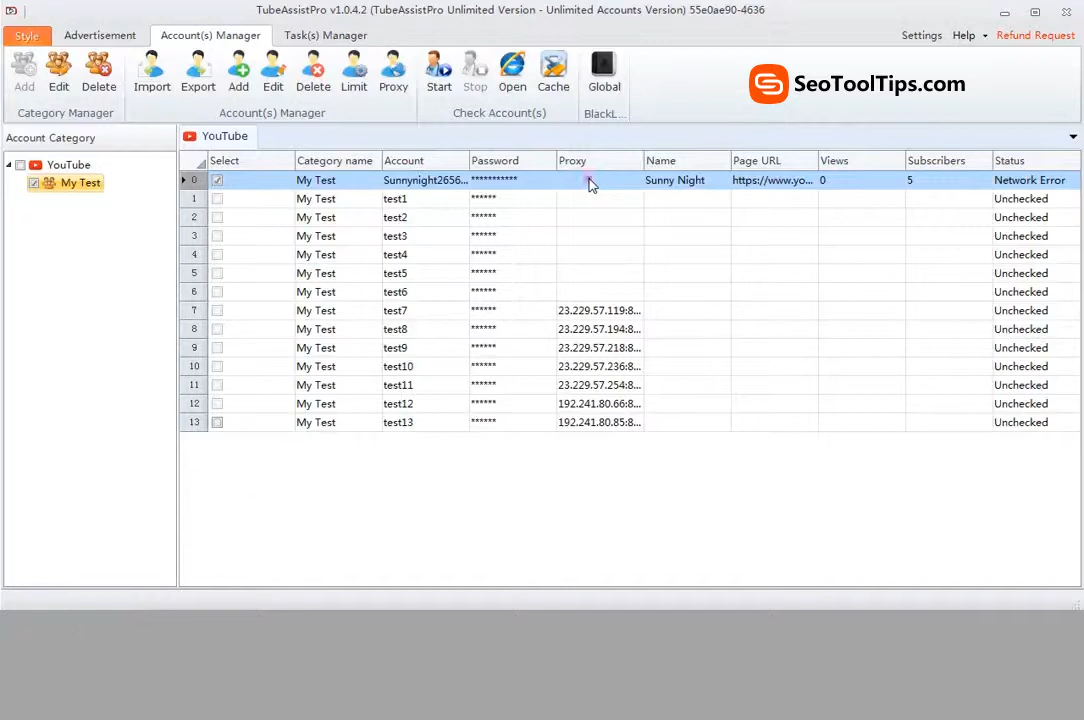 TubeAssistPro v1.0.4.2 (TubeAssistPro Unlimited Version - Unlimited Accounts Version) 55e0ae90-4636
Style Advertisement Account(s) Manager Task(s) Manager Settings Help Refund Request
Add Edit Delete Import Export Add Edit Delete Limit Proxy Start Stop Open Cache Global
Category Manager Account(s) Manager Check Account(s) BlackL...
SeoToolTips.com
Account Category
YouTube
My Test
YouTube
Select Category name Account Password Proxy Name Page URL Views Subscribers Status
0 My Test Sunnynight2656... *********** Sunny Night https://www.yo... 0 5 Network Error
1 My Test test1 ****** Unchecked
2 My Test test2 ****** Unchecked
3 My Test test3 ****** Unchecked
4 My Test test4 ****** Unchecked
5 My Test test5 ****** Unchecked
6 My Test test6 ****** Unchecked
7 My Test test7 ****** 23.229.57.119:8... Unchecked
8 My Test test8 ****** 23.229.57.194:8... Unchecked
9 My Test test9 ****** 23.229.57.218:8... Unchecked
10 My Test test10 ****** 23.229.57.236:8... Unchecked
11 My Test test11 ****** 23.229.57.254:8... Unchecked
12 My Test test12 ****** 192.241.80.66:8... Unchecked
13 My Test test13 ****** 192.241.80.85:8... Unchecked